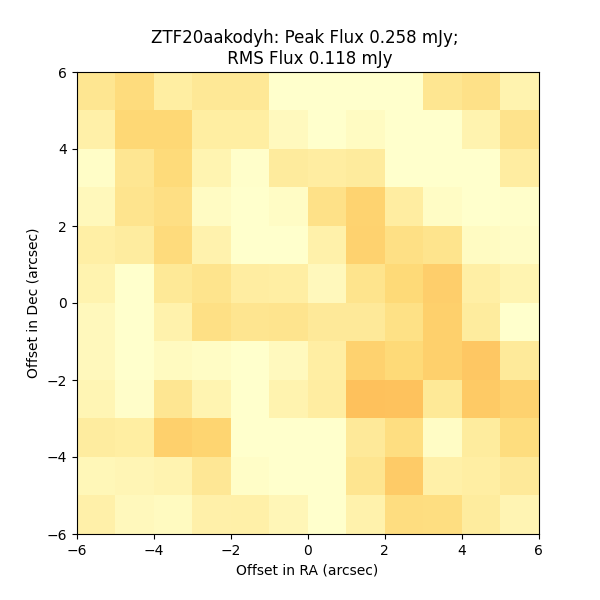 ZTF20aakodyh: Peak Flux 0.258 mJy;
RMS Flux 0.118 mJy
6
4
2
0
−2
−4
−6
Offset in Dec (arcsec)
−6 −4 −2 0 2 4 6
Offset in RA (arcsec)